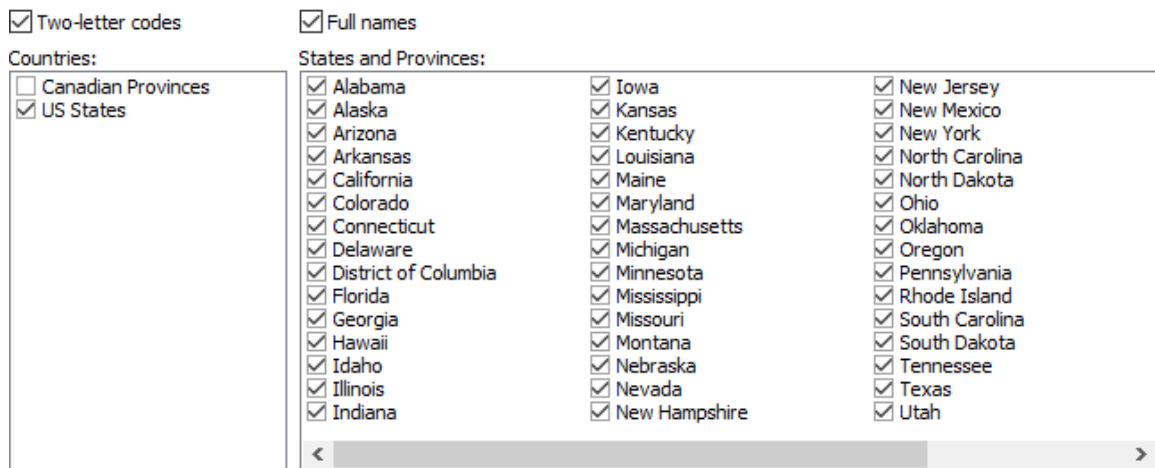 Two-letter codes
Full names
Countries:
Canadian Provinces
US States
States and Provinces:
Alabama
Alaska
Arizona
Arkansas
California
Colorado
Connecticut
Delaware
District of Columbia
Florida
Georgia
Hawaii
Idaho
Illinois
Indiana
Iowa
Kansas
Kentucky
Louisiana
Maine
Maryland
Massachusetts
Michigan
Minnesota
Mississippi
Missouri
Montana
Nebraska
Nevada
New Hampshire
New Jersey
New Mexico
New York
North Carolina
North Dakota
Ohio
Oklahoma
Oregon
Pennsylvania
Rhode Island
South Carolina
South Dakota
Tennessee
Texas
Utah